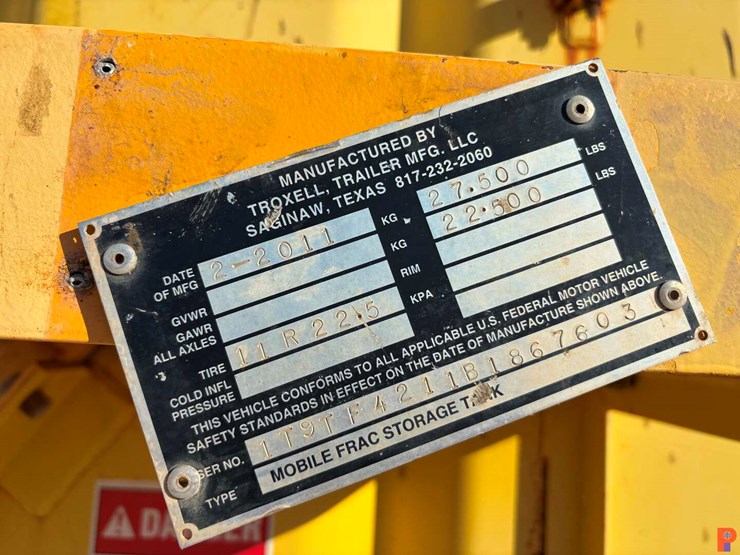 MANUFACTURED BY
TROXELL, TRAILER MFG. LLC
SAGINAW, TEXAS 817-232-2060
DATE OF MFG 2-2011
GVWR KG 27.500 LBS
GAWR ALL AXLES KG 22.500 LBS
TIRE 11R22.5 RIM
COLD INFL PRESSURE KPA
THIS VEHICLE CONFORMS TO ALL APPLICABLE U.S. FEDERAL MOTOR VEHICLE
SAFETY STANDARDS IN EFFECT ON THE DATE OF MANUFACTURE SHOWN ABOVE.
SER NO. 1T9TF4211B1867603
TYPE MOBILE FRAC STORAGE TANK